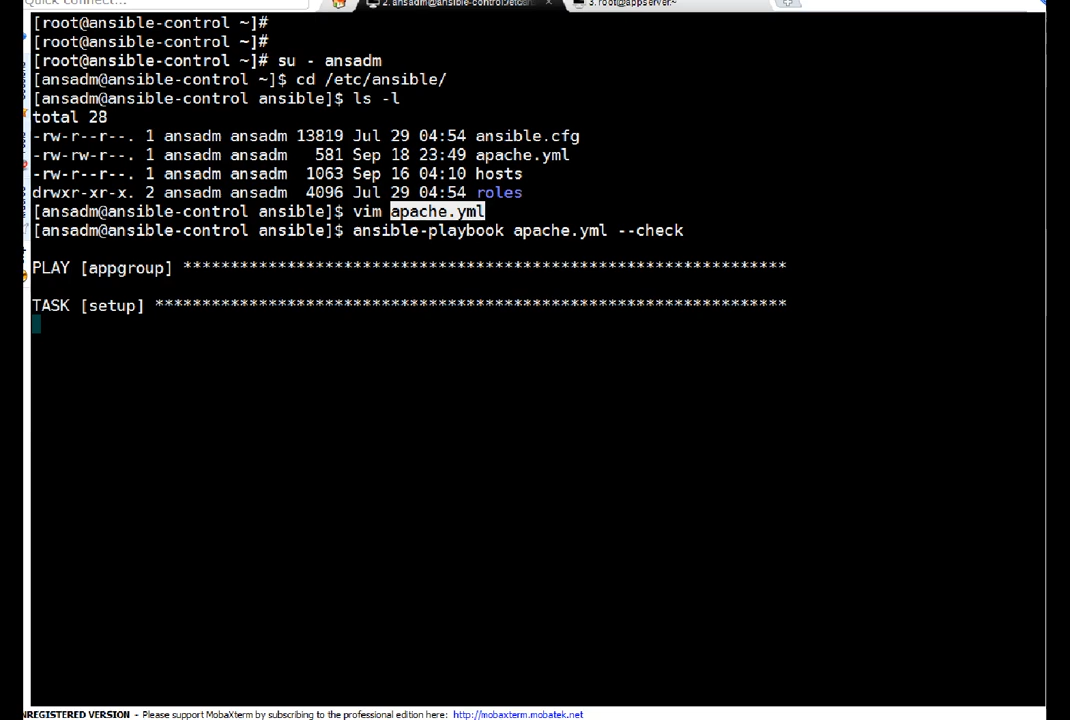 Quick connect...
2. ansadm@ansible-control:/etc/an
3. root@appserver:~
[root@ansible-control ~]#
[root@ansible-control ~]#
[root@ansible-control ~]# su - ansadm
[ansadm@ansible-control ~]$ cd /etc/ansible/
[ansadm@ansible-control ansible]$ ls -l
total 28
-rw-r--r--. 1 ansadm ansadm 13819 Jul 29 04:54 ansible.cfg
-rw-r--r--. 1 ansadm ansadm   581 Sep 18 23:49 apache.yml
-rw-r--r--. 1 ansadm ansadm  1063 Sep 16 04:10 hosts
drwxr-xr-x. 2 ansadm ansadm  4096 Jul 29 04:54 roles
[ansadm@ansible-control ansible]$ vim apache.yml
[ansadm@ansible-control ansible]$ ansible-playbook apache.yml --check
PLAY [appgroup] ****************************************************************
TASK [setup] *******************************************************************
NREGISTERED VERSION - Please support MobaXterm by subscribing to the professional edition here: http://mobaxterm.mobatek.net